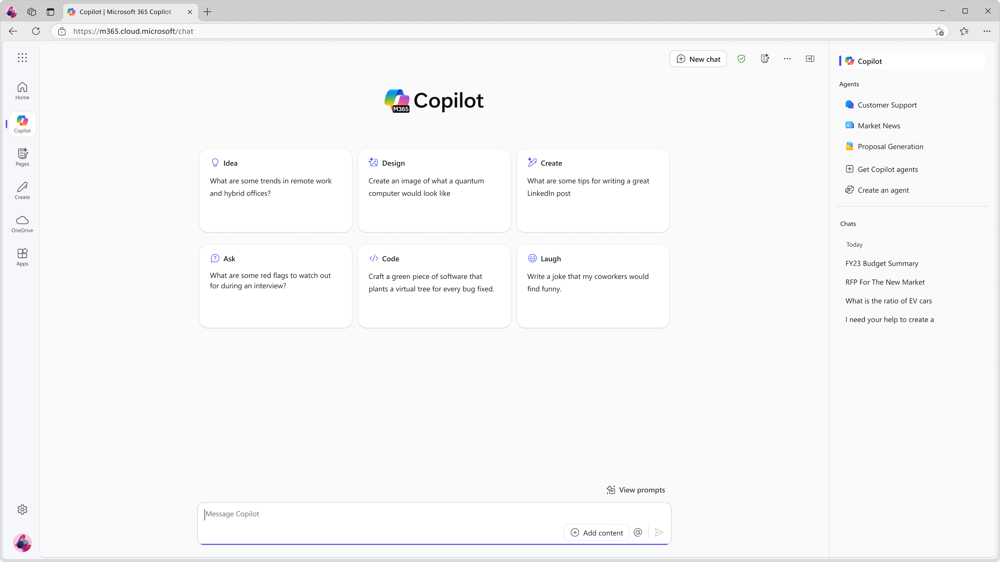 Copilot | Microsoft 365 Copilot
https://m365.cloud.microsoft/chat
Home
Copilot
Pages
Create
OneDrive
Apps
New chat
M365
Copilot
Idea
What are some trends in remote work
and hybrid offices?
Design
Create an image of what a quantum
computer would look like
Create
What are some tips for writing a great
LinkedIn post
Ask
What are some red flags to watch out
for during an interview?
Code
Craft a green piece of software that
plants a virtual tree for every bug fixed.
Laugh
Write a joke that my coworkers would
find funny.
View prompts
Message Copilot
Add content
Copilot
Agents
Customer Support
Market News
Proposal Generation
Get Copilot agents
Create an agent
Chats
Today
FY23 Budget Summary
RFP For The New Market
What is the ratio of EV cars
I need your help to create a